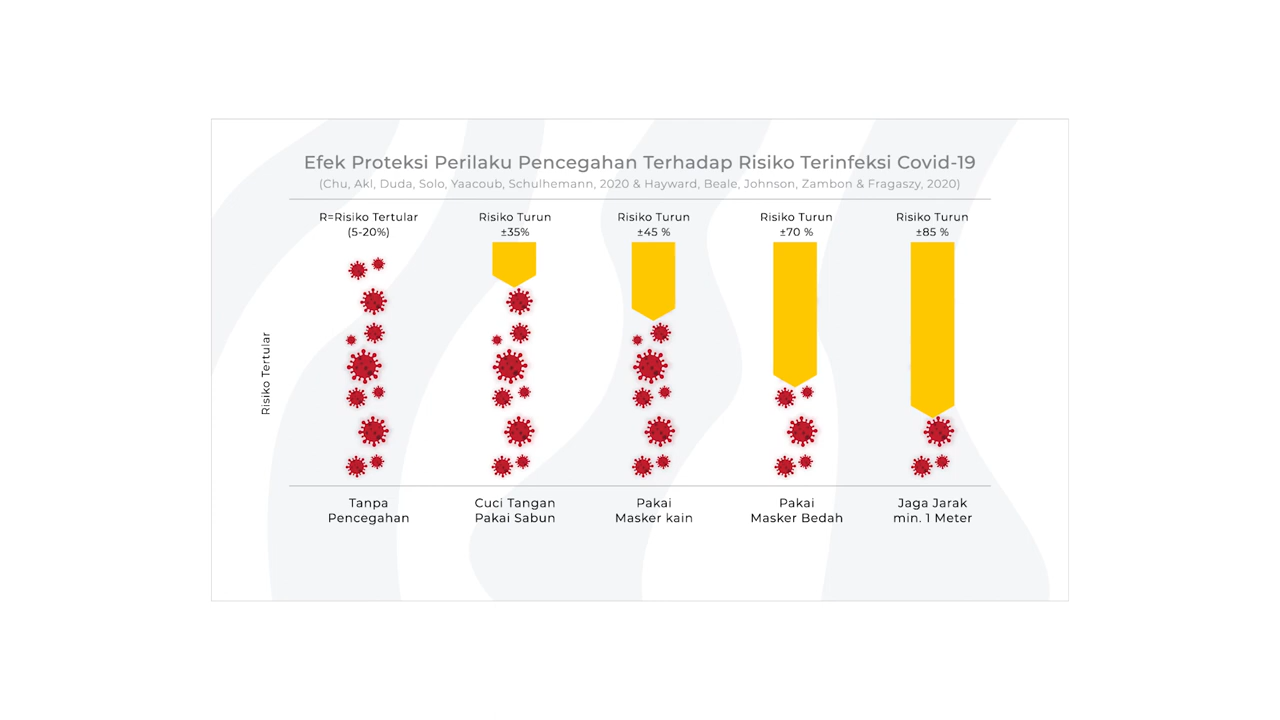 Efek Proteksi Perilaku Pencegahan Terhadap Risiko Terinfeksi Covid-19
(Chu, Akl, Duda, Solo, Yaacoub, Schulhemann, 2020 & Hayward, Beale, Johnson, Zambon & Fragaszy, 2020)
R=Risiko Tertular
(5-20%)
Risiko Turun
±35%
Risiko Turun
±45 %
Risiko Turun
±70 %
Risiko Turun
±85 %
Risiko Tertular
Tanpa
Pencegahan
Cuci Tangan
Pakai Sabun
Pakai
Masker kain
Pakai
Masker Bedah
Jaga Jarak
min. 1 Meter